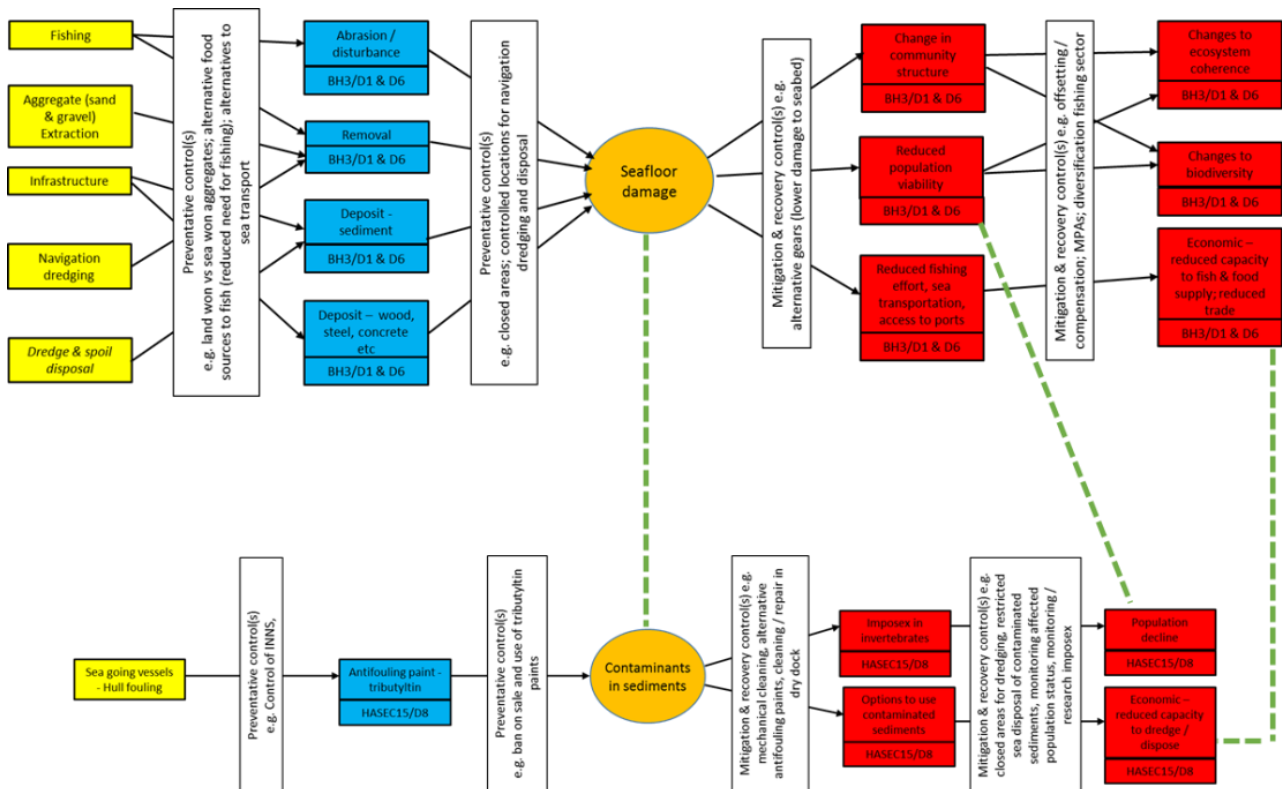 Fishing
Aggregate (sand
& gravel)
Extraction
Infrastructure
Navigation
dredging
Dredge & spoil
disposal
Preventative control(s)
e.g. land won vs sea won aggregates; alternative food
sources to fish (reduced need for fishing); alternatives to
sea transport
Abrasion /
disturbance
BH3/D1 & D6
Removal
BH3/D1 & D6
Deposit -
sediment
BH3/D1 & D6
Deposit – wood,
steel, concrete
etc
BH3/D1 & D6
Preventative control(s)
e.g. closed areas; controlled locations for navigation
dredging and disposal
Seafloor
damage
Mitigation & recovery control(s) e.g.
alternative gears (lower damage to seabed)
Change in
community
structure
BH3/D1 & D6
Reduced
population
viability
BH3/D1 & D6
Reduced fishing
effort, sea
transportation,
access to ports
BH3/D1 & D6
Mitigation & recovery control(s) e.g. offsetting/
compensation; MPAs; diversification fishing sector
Changes to
ecosystem
coherence
BH3/D1 & D6
Changes to
biodiversity
BH3/D1 & D6
Economic –
reduced capacity
to fish & food
supply; reduced
trade
BH3/D1 & D6
Sea going vessels
- Hull fouling
Preventative control(s)
e.g. Control of INNS,
Antifouling paint -
tributyltin
HASEC15/D8
Preventative control(s)
e.g. ban on sale and use of tributyltin
paints
Contaminants
in sediments
Mitigation & recovery control(s) e.g.
mechanical cleaning, alternative
antifouling paints, cleaning / repair in
dry dock
Imposex in
invertebrates
HASEC15/D8
Options to use
contaminated
sediments
HASEC15/D8
Mitigation & recovery control(s) e.g.
closed areas for dredging, restricted
sea disposal of contaminated
sediments, monitoring affected
population status, monitoring /
research imposex
Population
decline
HASEC15/D8
Economic –
reduced capacity
to dredge /
dispose
HASEC15/D8